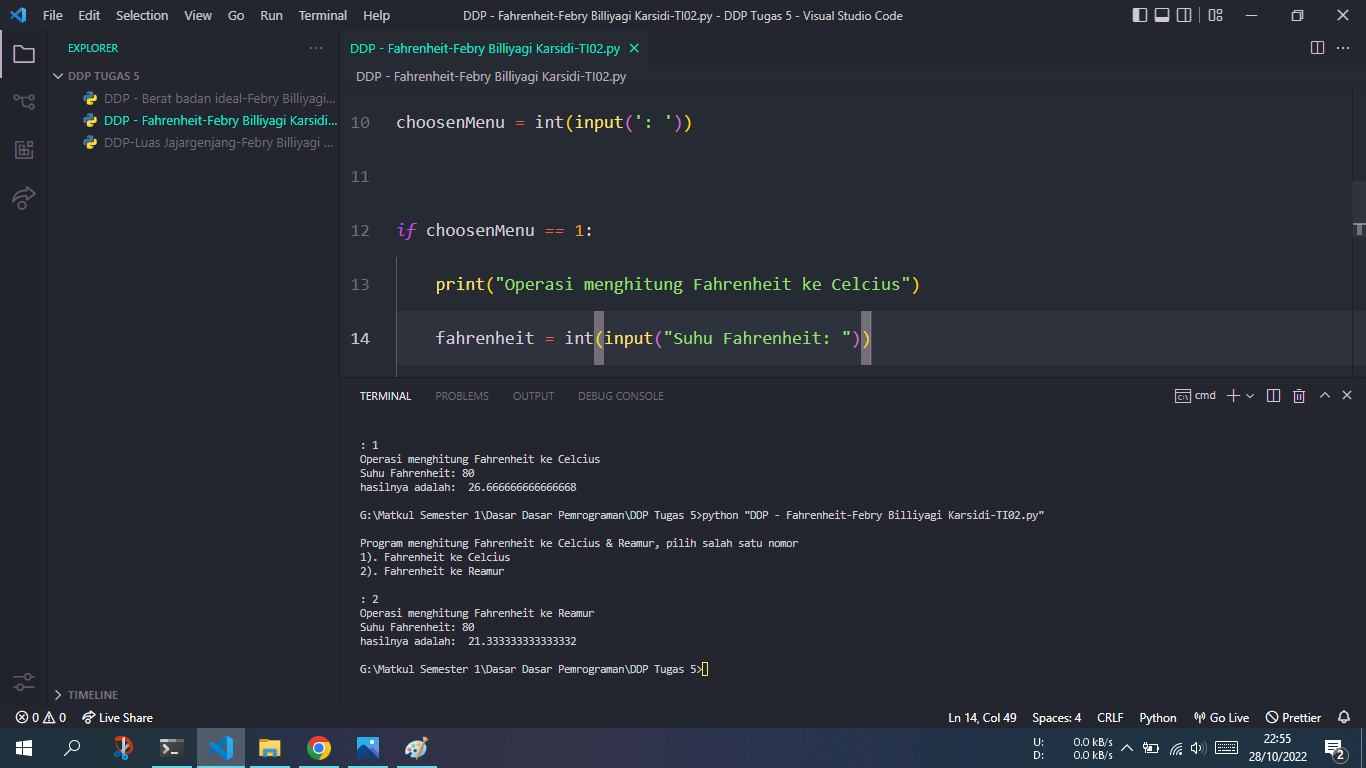 File Edit Selection View Go Run Terminal Help DDP - Fahrenheit-Febry Billiyagi Karsidi-TI02.py - DDP Tugas 5 - Visual Studio Code
EXPLORER
DDP TUGAS 5
DDP - Berat badan ideal-Febry Billiyagi...
DDP - Fahrenheit-Febry Billiyagi Karsidi...
DDP-Luas Jajargenjang-Febry Billiyagi ...
TIMELINE
DDP - Fahrenheit-Febry Billiyagi Karsidi-TI02.py
DDP - Fahrenheit-Febry Billiyagi Karsidi-TI02.py
10 choosenMenu = int(input(': '))
11
12 if choosenMenu == 1:
13 print("Operasi menghitung Fahrenheit ke Celcius")
14 fahrenheit = int(input("Suhu Fahrenheit: "))
TERMINAL PROBLEMS OUTPUT DEBUG CONSOLE cmd
: 1
Operasi menghitung Fahrenheit ke Celcius
Suhu Fahrenheit: 80
hasilnya adalah:  26.666666666666668
G:\Matkul Semester 1\Dasar Dasar Pemrograman\DDP Tugas 5>python "DDP - Fahrenheit-Febry Billiyagi Karsidi-TI02.py"
Program menghitung Fahrenheit ke Celcius & Reamur, pilih salah satu nomor
1). Fahrenheit ke Celcius
2). Fahrenheit ke Reamur
: 2
Operasi menghitung Fahrenheit ke Reamur
Suhu Fahrenheit: 80
hasilnya adalah:  21.333333333333332
G:\Matkul Semester 1\Dasar Dasar Pemrograman\DDP Tugas 5>
0 0 Live Share Ln 14, Col 49 Spaces: 4 CRLF Python Go Live Prettier
U: 0.0 kB/s
D: 0.0 kB/s
22:55
28/10/2022
2